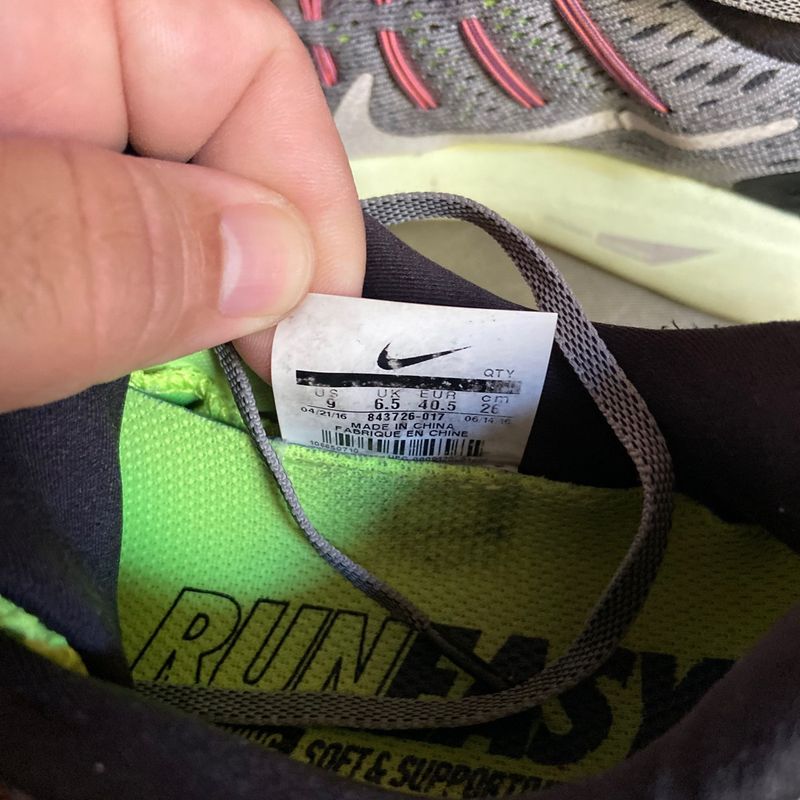 QTY
US UK EUR cm
9 6.5 40.5 26
04/21/16 843726-017 06/14/16
MADE IN CHINA
FABRIQUE EN CHINE
RUNEASY
SOFT & SUPPORT